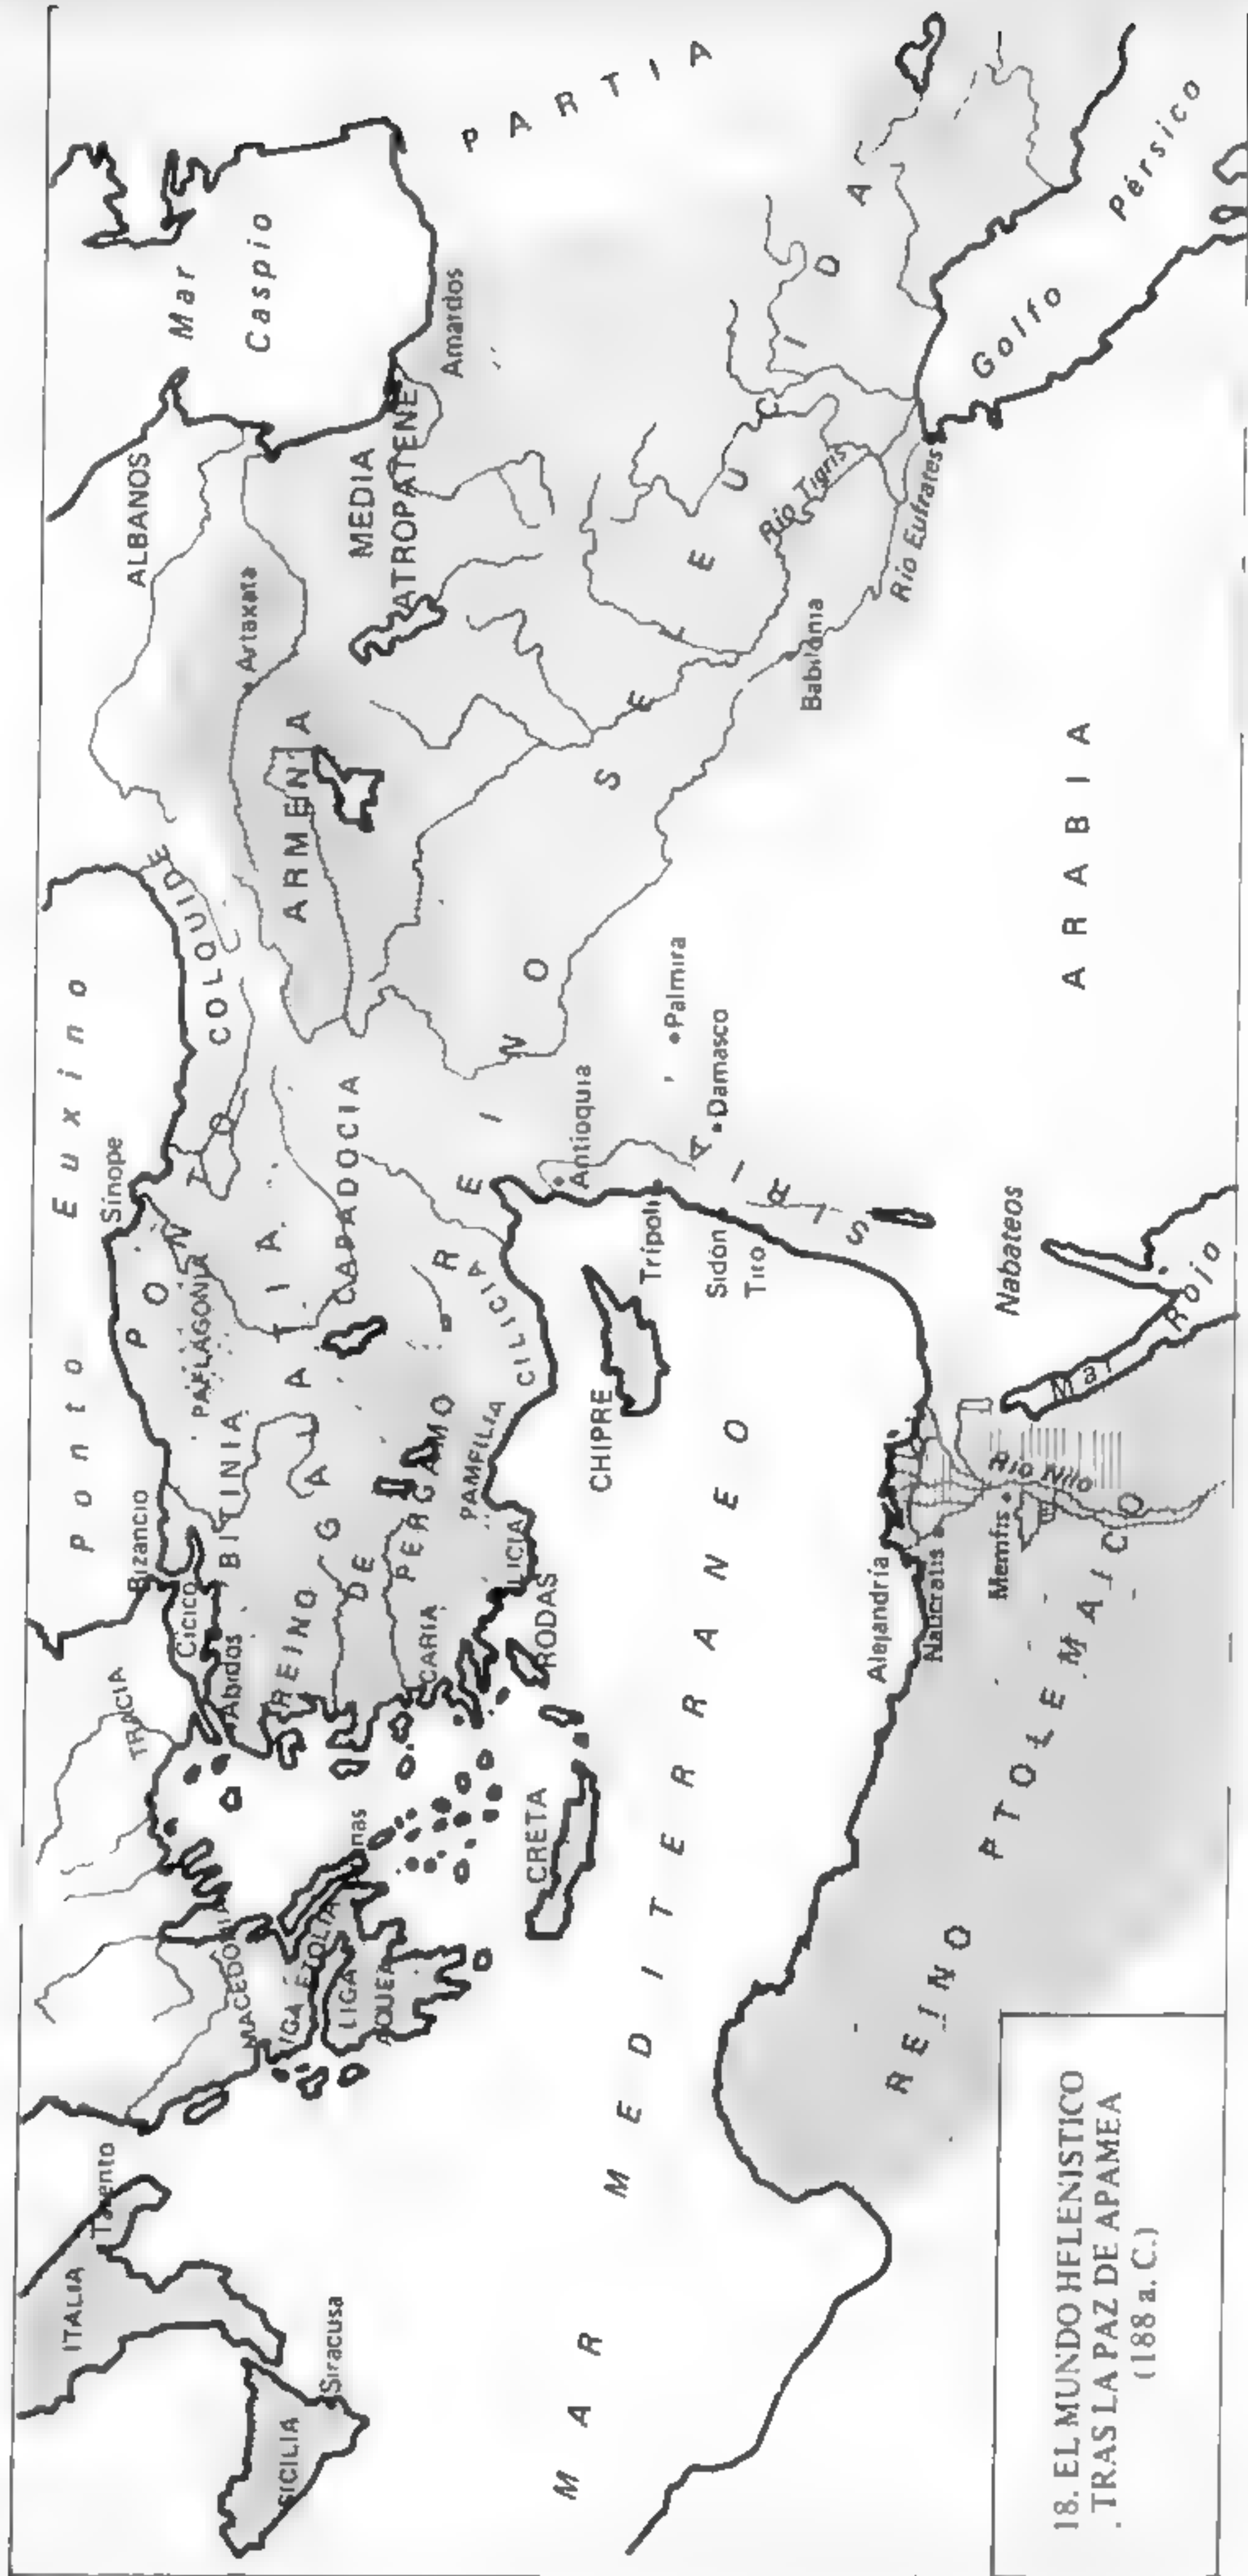 Ponto Euxino
Mar
Caspio
PARTIA
ALBANOS
COLQUIDE
Sínope
Bizancio
TRACIA
ITALIA
Tarento
SICILIA
Siracusa
MACEDONIA
LIGA ETOLIA
LIGA
AQUEA
Cícico
Abidos
BITINIA
PAFLAGONIA
PONTO
GALATIA
CAPADOCIA
ARMENIA
Artaxata
MEDIA
ATROPATENE
Amardos
REINO
DE
PERGAMO
CARIA
LICIA
PAMFILIA
CILICIA
RODAS
CRETA
CHIPRE
REINO SELEUCIDA
Antioquia
Palmira
Damasco
Trípoli
Sidón
Tiro
SIRIA
Babilonia
Río Tigris
Río Eufrates
Golfo Pérsico
ARABIA
Nabateos
Mar Rojo
MAR MEDITERRANEO
Alejandría
Naucratis
Memfis
Río Nilo
REINO PTOLEMAICO
18. EL MUNDO HELENISTICO
TRAS LA PAZ DE APAMEA
(188 a. C.)